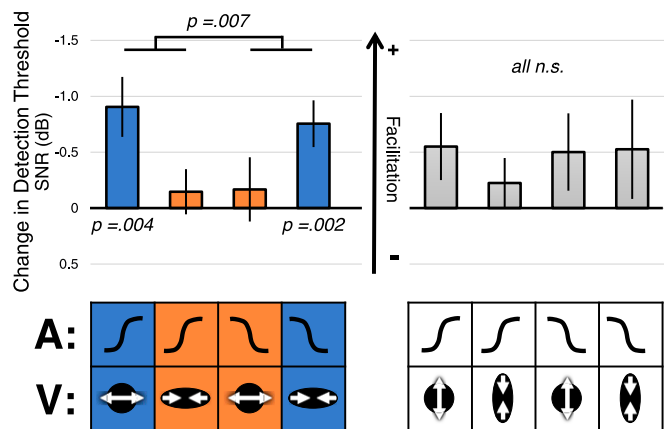 p =.007
-1.5
-1.0
-0.5
0
0.5
Change in Detection Threshold
SNR (dB)
p =.004
p =.002
+
Facilitation
-
all n.s.
A:
V: